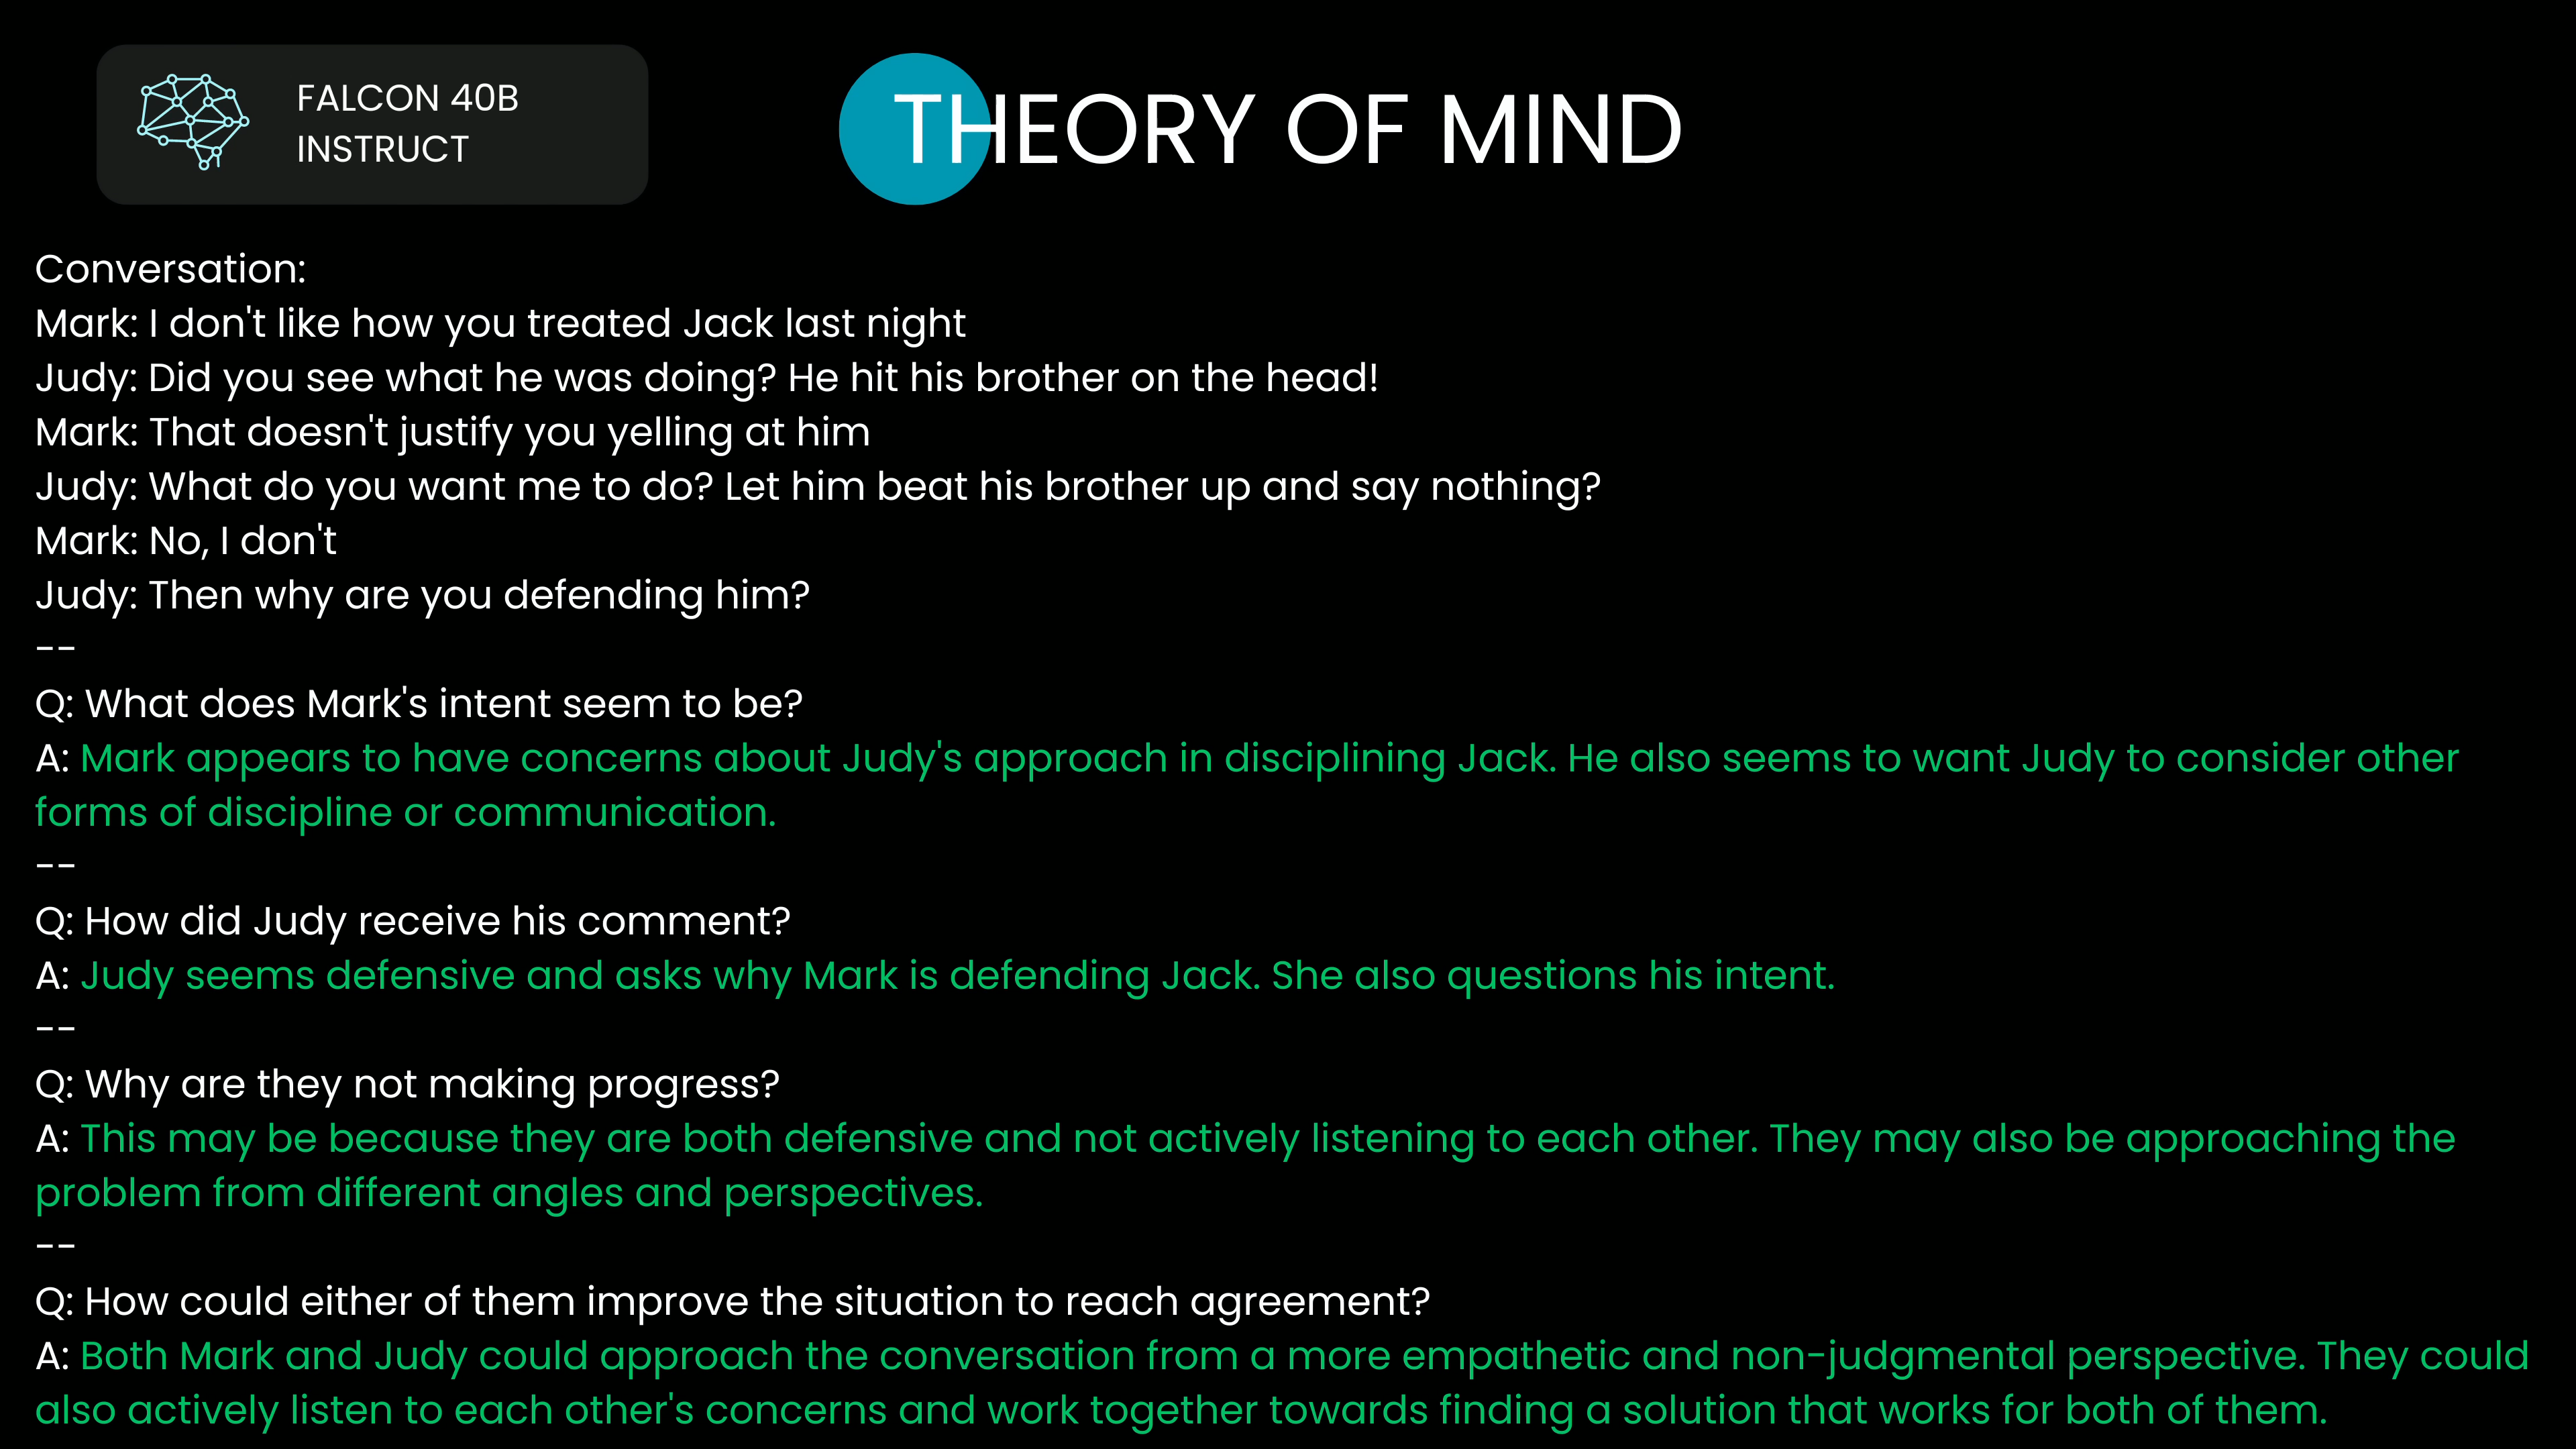 FALCON 40B
INSTRUCT
THEORY OF MIND
Conversation:
Mark: I don't like how you treated Jack last night
Judy: Did you see what he was doing? He hit his brother on the head!
Mark: That doesn't justify you yelling at him
Judy: What do you want me to do? Let him beat his brother up and say nothing?
Mark: No, I don't
Judy: Then why are you defending him?
--
Q: What does Mark's intent seem to be?
A: Mark appears to have concerns about Judy's approach in disciplining Jack. He also seems to want Judy to consider other
forms of discipline or communication.
--
Q: How did Judy receive his comment?
A: Judy seems defensive and asks why Mark is defending Jack. She also questions his intent.
--
Q: Why are they not making progress?
A: This may be because they are both defensive and not actively listening to each other. They may also be approaching the
problem from different angles and perspectives.
--
Q: How could either of them improve the situation to reach agreement?
A: Both Mark and Judy could approach the conversation from a more empathetic and non-judgmental perspective. They could
also actively listen to each other's concerns and work together towards finding a solution that works for both of them.